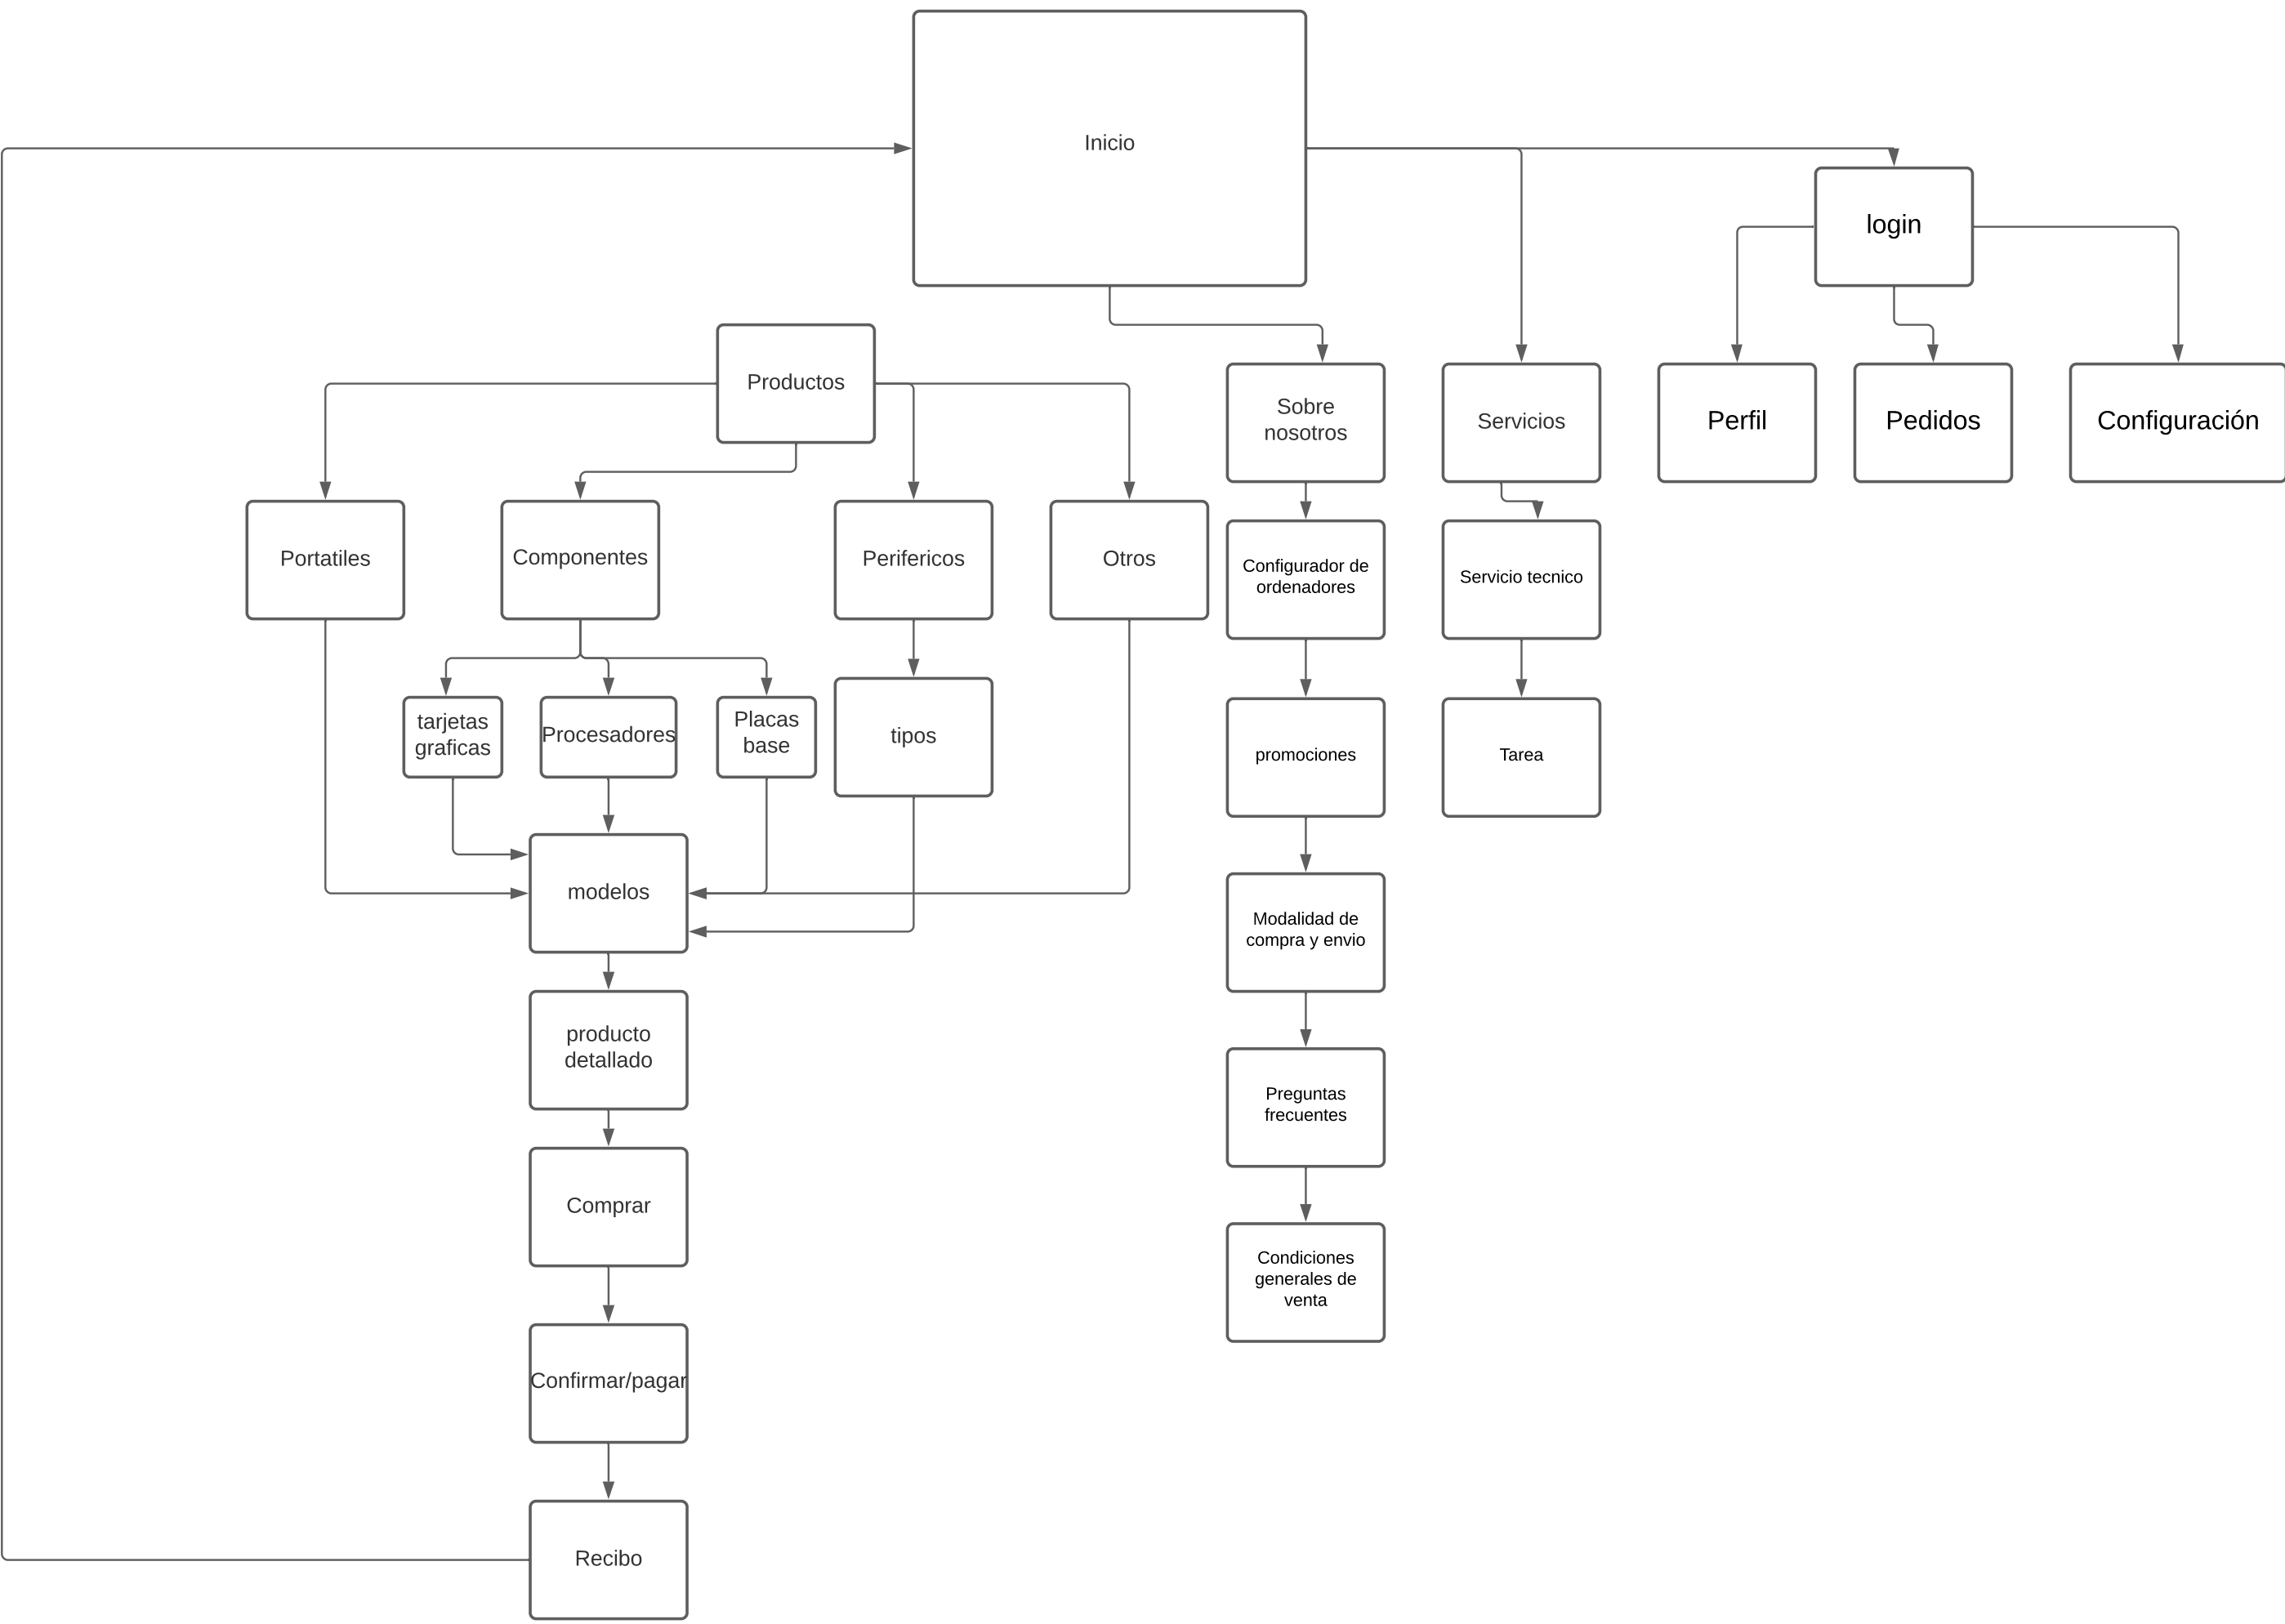 Inicio
login
Productos
Sobre
nosotros
Servicios
Perfil
Pedidos
Configuración
Portatiles
Componentes
Perifericos
Otros
Configurador de
ordenadores
Servicio tecnico
tarjetas
graficas
Procesadores
Placas
base
tipos
promociones
Tarea
modelos
Modalidad de
compra y envio
producto
detallado
Preguntas
frecuentes
Comprar
Condiciones
generales de
venta
Confirmar/pagar
Recibo